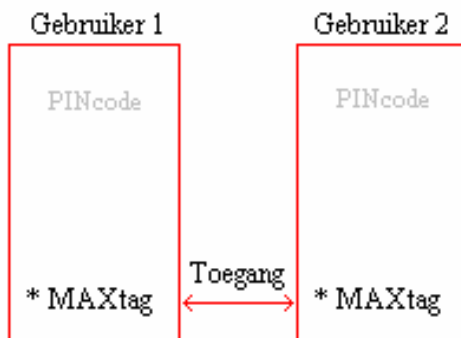 Gebruiker 1 Gebruiker 2
PINcode PINcode
Toegang
* MAXtag * MAXtag